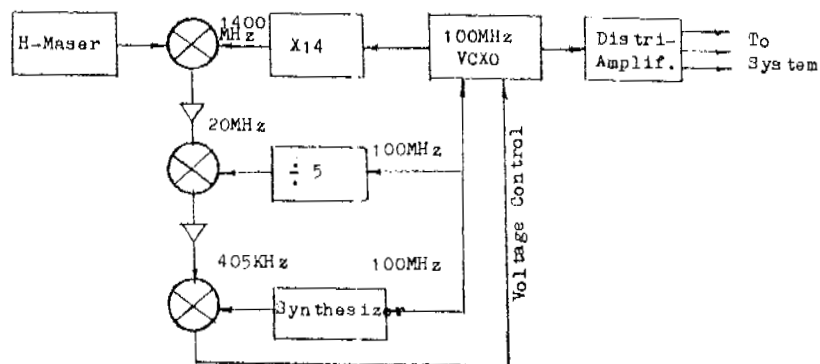 H-Maser
1400
MHz
X14
100MHz
VCXO
Distri-
Amplif.
To
System
20MHz
÷ 5
100MHz
Voltage Control
405KHz
100MHz
Synthesizer